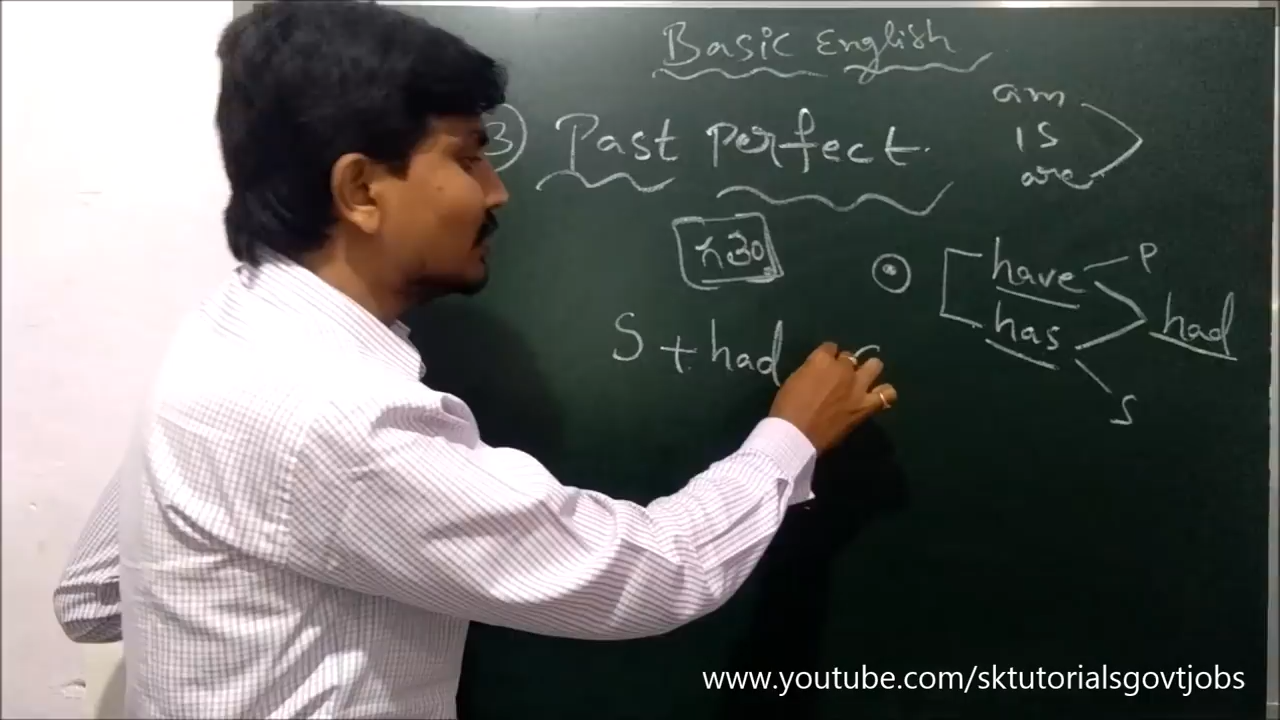 Basic English
3 Past Perfect.
am
is
are
have P
has had
S
S + had
www.youtube.com/sktutorialsgovtjobs